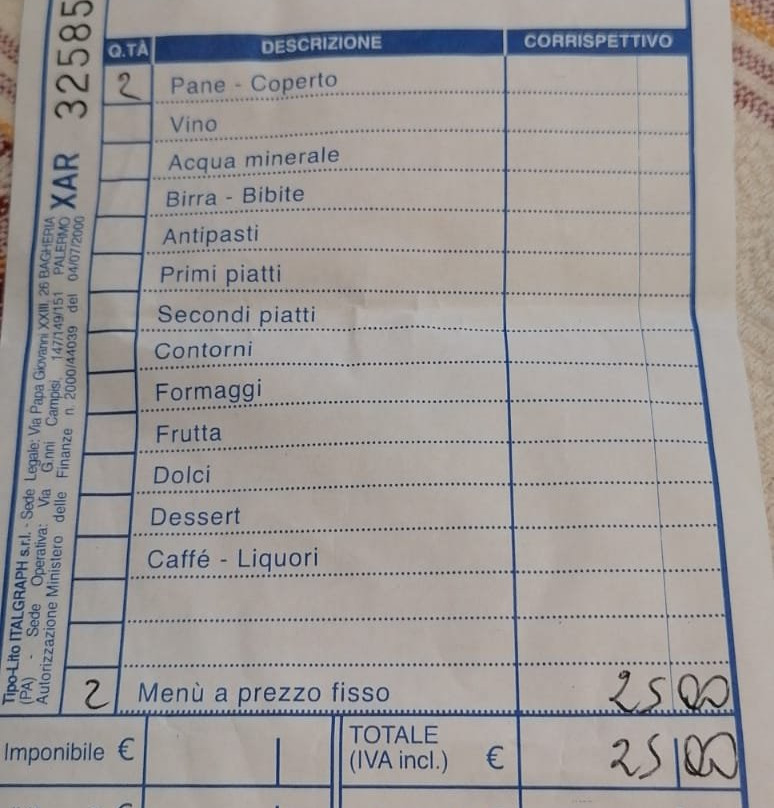 Q.TÀ DESCRIZIONE CORRISPETTIVO
2 Pane - Coperto
Vino
Acqua minerale
Birra - Bibite
Antipasti
Primi piatti
Secondi piatti
Contorni
Formaggi
Frutta
Dolci
Dessert
Caffé - Liquori
2 Menù a prezzo fisso 25 00
Imponibile €
TOTALE
(IVA incl.) € 25 00
€
XAR 32585
Tipo-Lito ITALGRAPH s.r.l. - Sede Legale: Via Papa Giovanni XXIII, 26 BAGHERIA
(PA) - Sede Operativa: Via G.nni Campisi, 147/149/151 PALERMO
Autorizzazione Ministero delle Finanze n. 2000/44039 del 04/07/2000